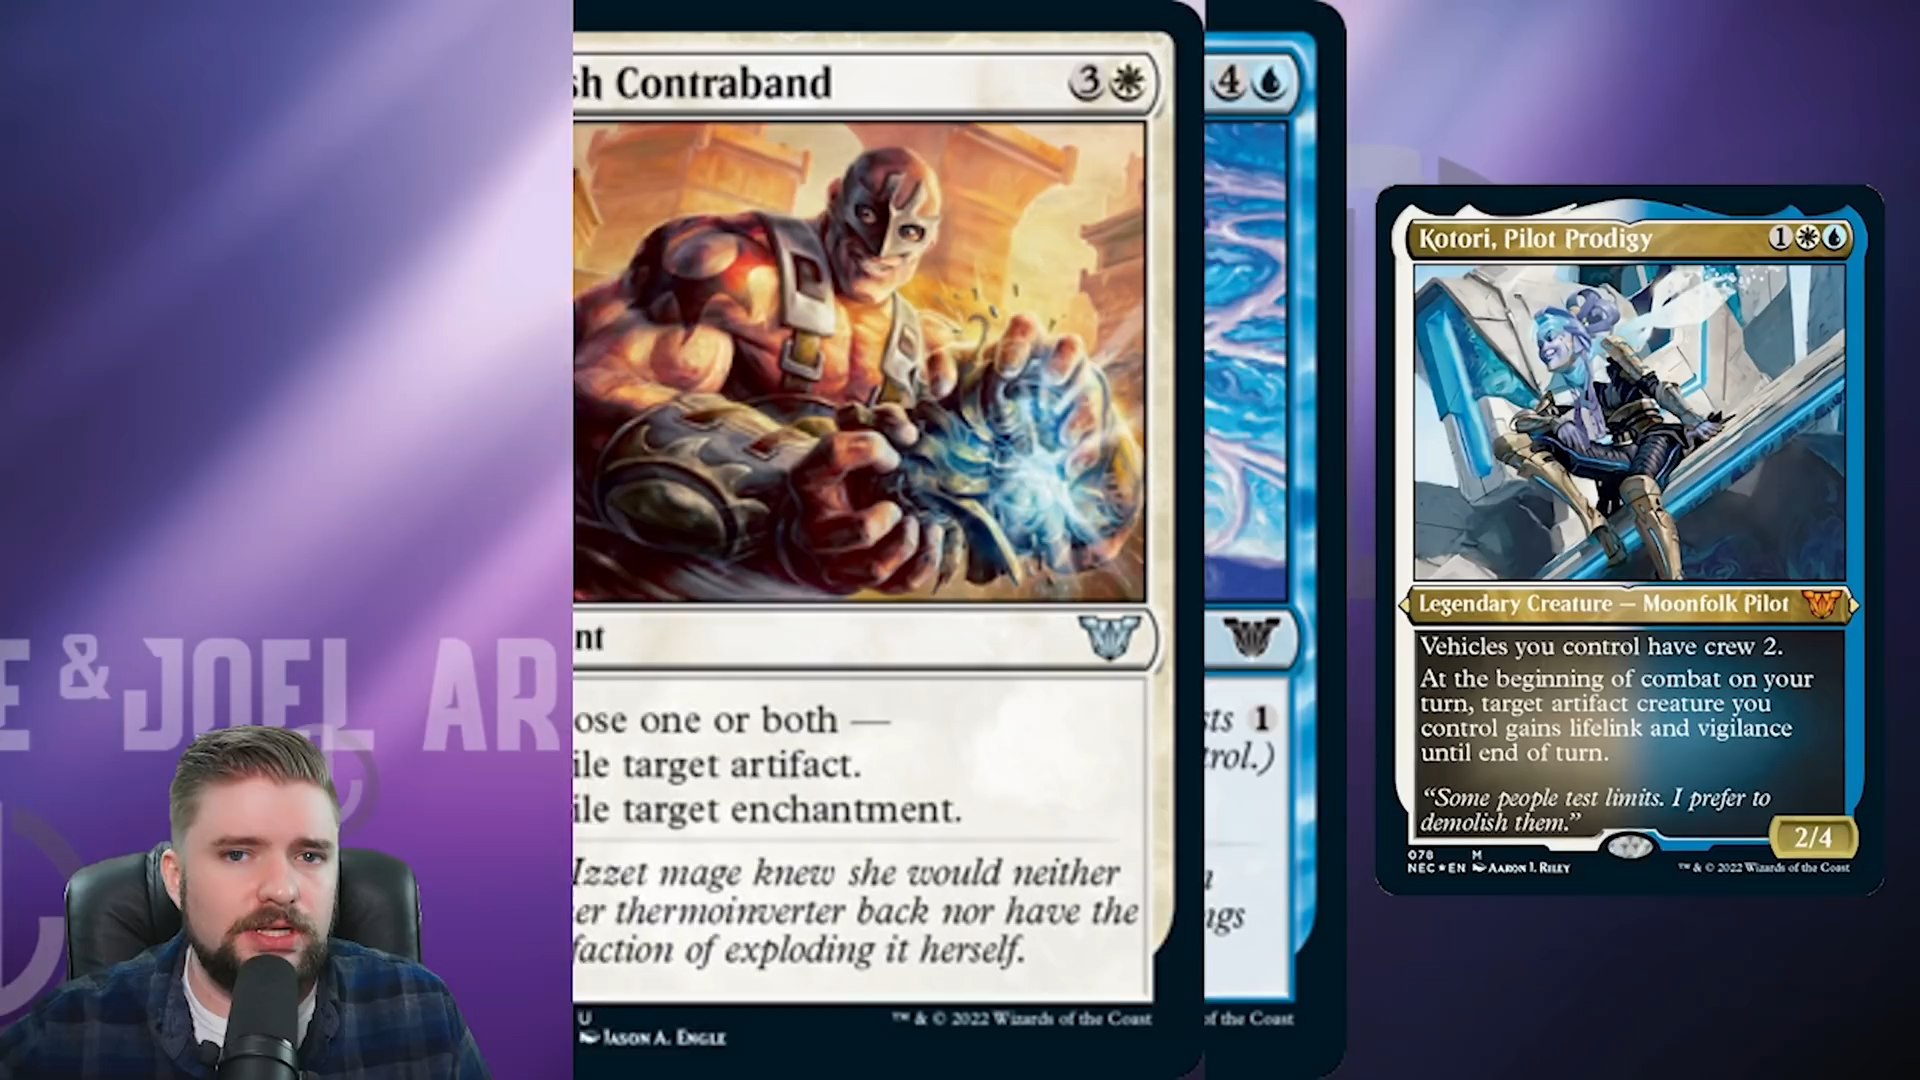 E & JOEL AR
sh Contraband 3
nt
ose one or both —
ile target artifact.
ile target enchantment.
Izzet mage knew she would neither
er thermoinverter back nor have the
faction of exploding it herself.
U
JASON A. ENGLE
™ & © 2022 Wizards of the Coast
4
sts 1
trol.)
ngs
of the Coast
Kotori, Pilot Prodigy 1
Legendary Creature — Moonfolk Pilot
Vehicles you control have crew 2.
At the beginning of combat on your
turn, target artifact creature you
control gains lifelink and vigilance
until end of turn.
“Some people test limits. I prefer to
demolish them.”
2/4
078 M
NEC★EN AARON J. RILEY
™ & © 2022 Wizards of the Coast